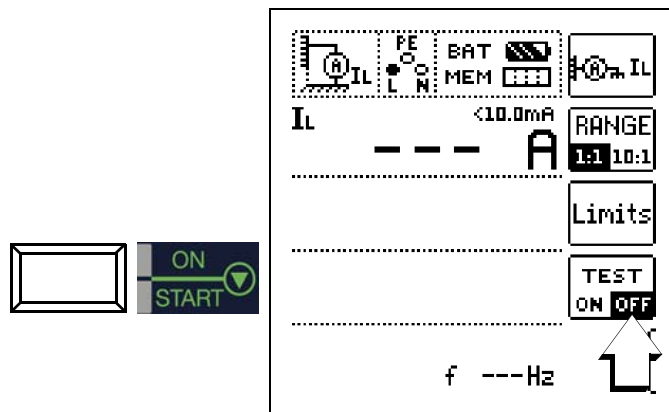 PE
A IL
L N
BAT
MEM
A IL
IL <10.0mA
--- A
RANGE
1:1 10:1
Limits
TEST
ON OFF
f ---Hz
ON
START